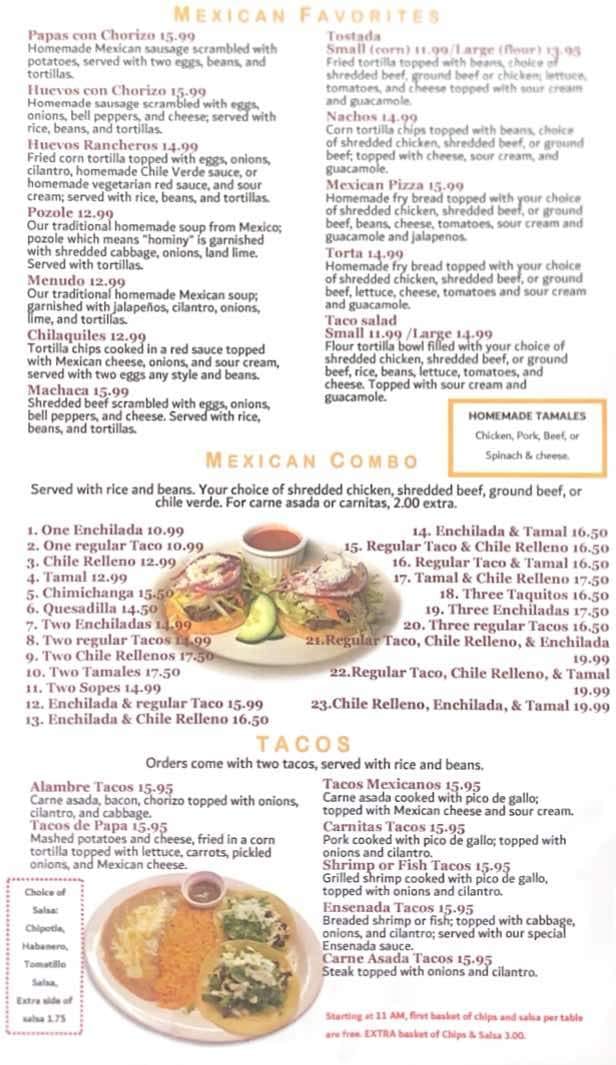 MEXICAN FAVORITES
Papas con Chorizo 15.99
Homemade Mexican sausage scrambled with
potatoes, served with two eggs, beans, and
tortillas.
Huevos con Chorizo 15.99
Homemade sausage scrambled with eggs,
onions, bell peppers, and cheese; served with
rice, beans, and tortillas.
Huevos Rancheros 14.99
Fried corn tortilla topped with eggs, onions,
cilantro, homemade Chile Verde sauce, or
homemade vegetarian red sauce, and sour
cream; served with rice, beans, and tortillas.
Pozole 12.99
Our traditional homemade soup from Mexico;
pozole which means "hominy" is garnished
with shredded cabbage, onions, land lime.
Served with tortillas.
Menudo 12.99
Our traditional homemade Mexican soup;
garnished with jalapeños, cilantro, onions,
lime, and tortillas.
Chilaquiles 12.99
Tortilla chips cooked in a red sauce topped
with Mexican cheese, onions, and sour cream,
served with two eggs any style and beans.
Machaca 15.99
Shredded beef scrambled with eggs, onions,
bell peppers, and cheese. Served with rice,
beans, and tortillas.
Tostada
Small (corn) 11.99/Large (flour) 13.95
Fried tortilla topped with beans, choice of
shredded beef, ground beef or chicken; lettuce,
tomatoes, and cheese topped with sour cream
and guacamole.
Nachos 14.99
Corn tortilla chips topped with beans, choice
of shredded chicken, shredded beef, or ground
beef; topped with cheese, sour cream, and
guacamole.
Mexican Pizza 15.99
Homemade fry bread topped with your choice
of shredded chicken, shredded beef, or ground
beef, beans, cheese, tomatoes, sour cream and
guacamole and jalapenos.
Torta 14.99
Homemade fry bread topped with your choice
of shredded chicken, shredded beef, or ground
beef, lettuce, cheese, tomatoes and sour cream
and guacamole.
Taco salad
Small 11.99 /Large 14.99
Flour tortilla bowl filled with your choice of
shredded chicken, shredded beef, or ground
beef, rice, beans, lettuce, tomatoes, and
cheese. Topped with sour cream and
guacamole.
HOMEMADE TAMALES
Chicken, Pork, Beef, or
Spinach & cheese.
MEXICAN COMBO
Served with rice and beans. Your choice of shredded chicken, shredded beef, ground beef, or
chile verde. For carne asada or carnitas, 2.00 extra.
1. One Enchilada 10.99
2. One regular Taco 10.99
3. Chile Relleno 12.99
4. Tamal 12.99
5. Chimichanga 15.50
6. Quesadilla 14.50
7. Two Enchiladas 14.99
8. Two regular Tacos 14.99
9. Two Chile Rellenos 17.50
10. Two Tamales 17.50
11. Two Sopes 14.99
12. Enchilada & regular Taco 15.99
13. Enchilada & Chile Relleno 16.50
14. Enchilada & Tamal 16.50
15. Regular Taco & Chile Relleno 16.50
16. Regular Taco & Tamal 16.50
17. Tamal & Chile Relleno 17.50
18. Three Taquitos 16.50
19. Three Enchiladas 17.50
20. Three regular Tacos 16.50
21.Regular Taco, Chile Relleno, & Enchilada
19.99
22.Regular Taco, Chile Relleno, & Tamal
19.99
23.Chile Relleno, Enchilada, & Tamal 19.99
TACOS
Orders come with two tacos, served with rice and beans.
Alambre Tacos 15.95
Carne asada, bacon, chorizo topped with onions,
cilantro, and cabbage.
Tacos de Papa 15.95
Mashed potatoes and cheese, fried in a corn
tortilla topped with lettuce, carrots, pickled
onions, and Mexican cheese.
Choice of
Salsa:
Chipotle,
Habanero,
Tomatillo
Salsa,
Extra side of
salsa 1.75
Tacos Mexicanos 15.95
Carne asada cooked with pico de gallo;
topped with Mexican cheese and sour cream.
Carnitas Tacos 15.95
Pork cooked with pico de gallo; topped with
onions and cilantro.
Shrimp or Fish Tacos 15.95
Grilled shrimp cooked with pico de gallo,
topped with onions and cilantro.
Ensenada Tacos 15.95
Breaded shrimp or fish; topped with cabbage,
onions, and cilantro; served with our special
Ensenada sauce.
Carne Asada Tacos 15.95
Steak topped with onions and cilantro.
Starting at 11 AM, first basket of chips and salsa per table
are free. EXTRA basket of Chips & Salsa 3.00.